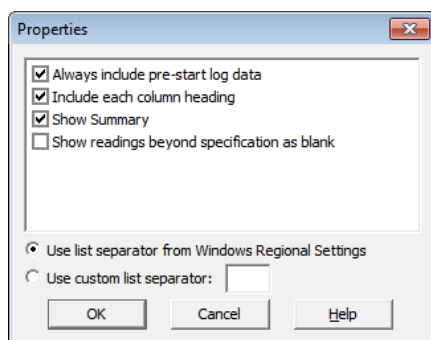 Properties
Always include pre-start log data
Include each column heading
Show Summary
Show readings beyond specification as blank
Use list separator from Windows Regional Settings
Use custom list separator:
OK Cancel Help